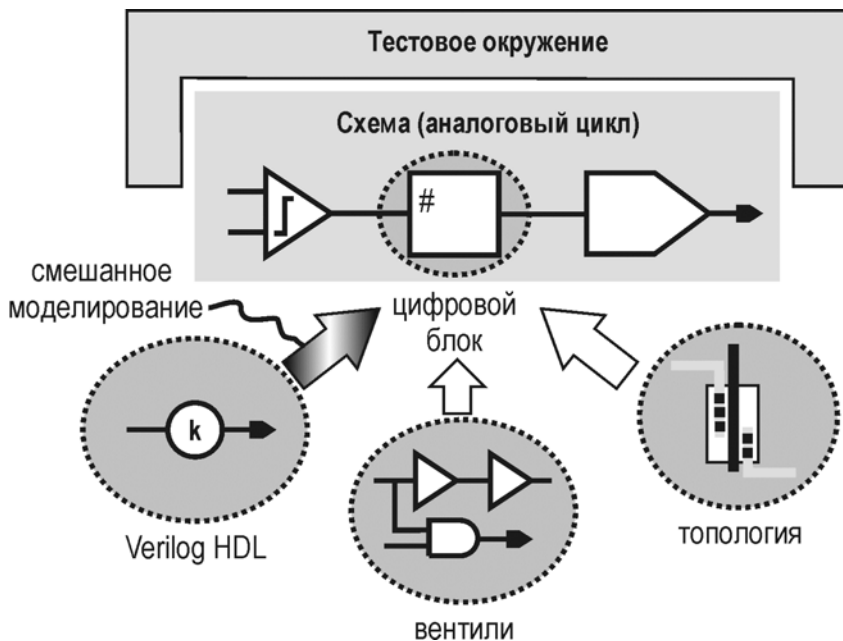 Тестовое окружение
Схема (аналоговый цикл)
#
смешанное
моделирование
цифровой
блок
k
Verilog HDL
топология
вентили